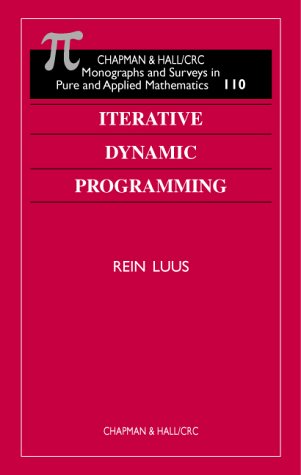 π
CHAPMAN & HALL/CRC
Monographs and Surveys in
Pure and Applied Mathematics 110
ITERATIVE
DYNAMIC
PROGRAMMING
REIN LUUS
CHAPMAN & HALL/CRC